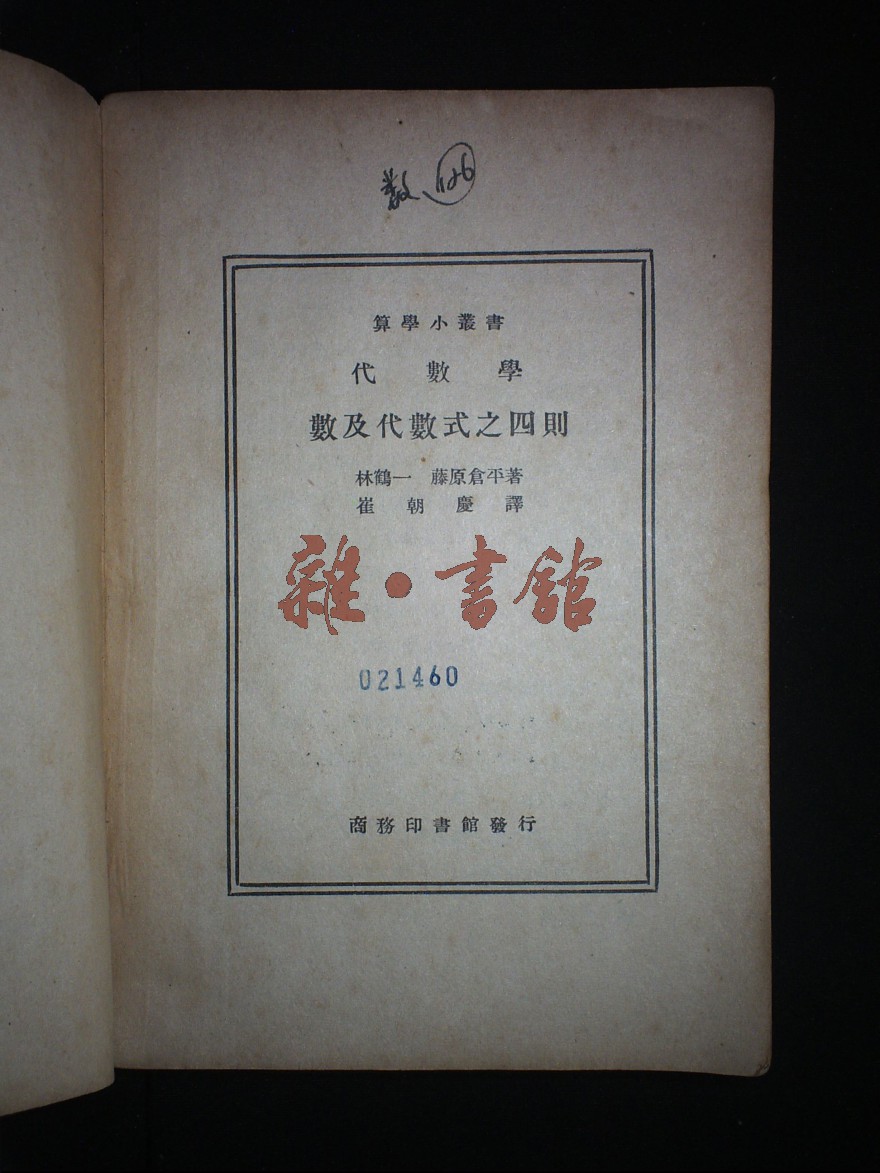 数 126
算學小叢書
代數學
數及代數式之四則
林鶴一 藤原倉平著
崔朝慶譯
雜·書館
021460
商務印書館發行